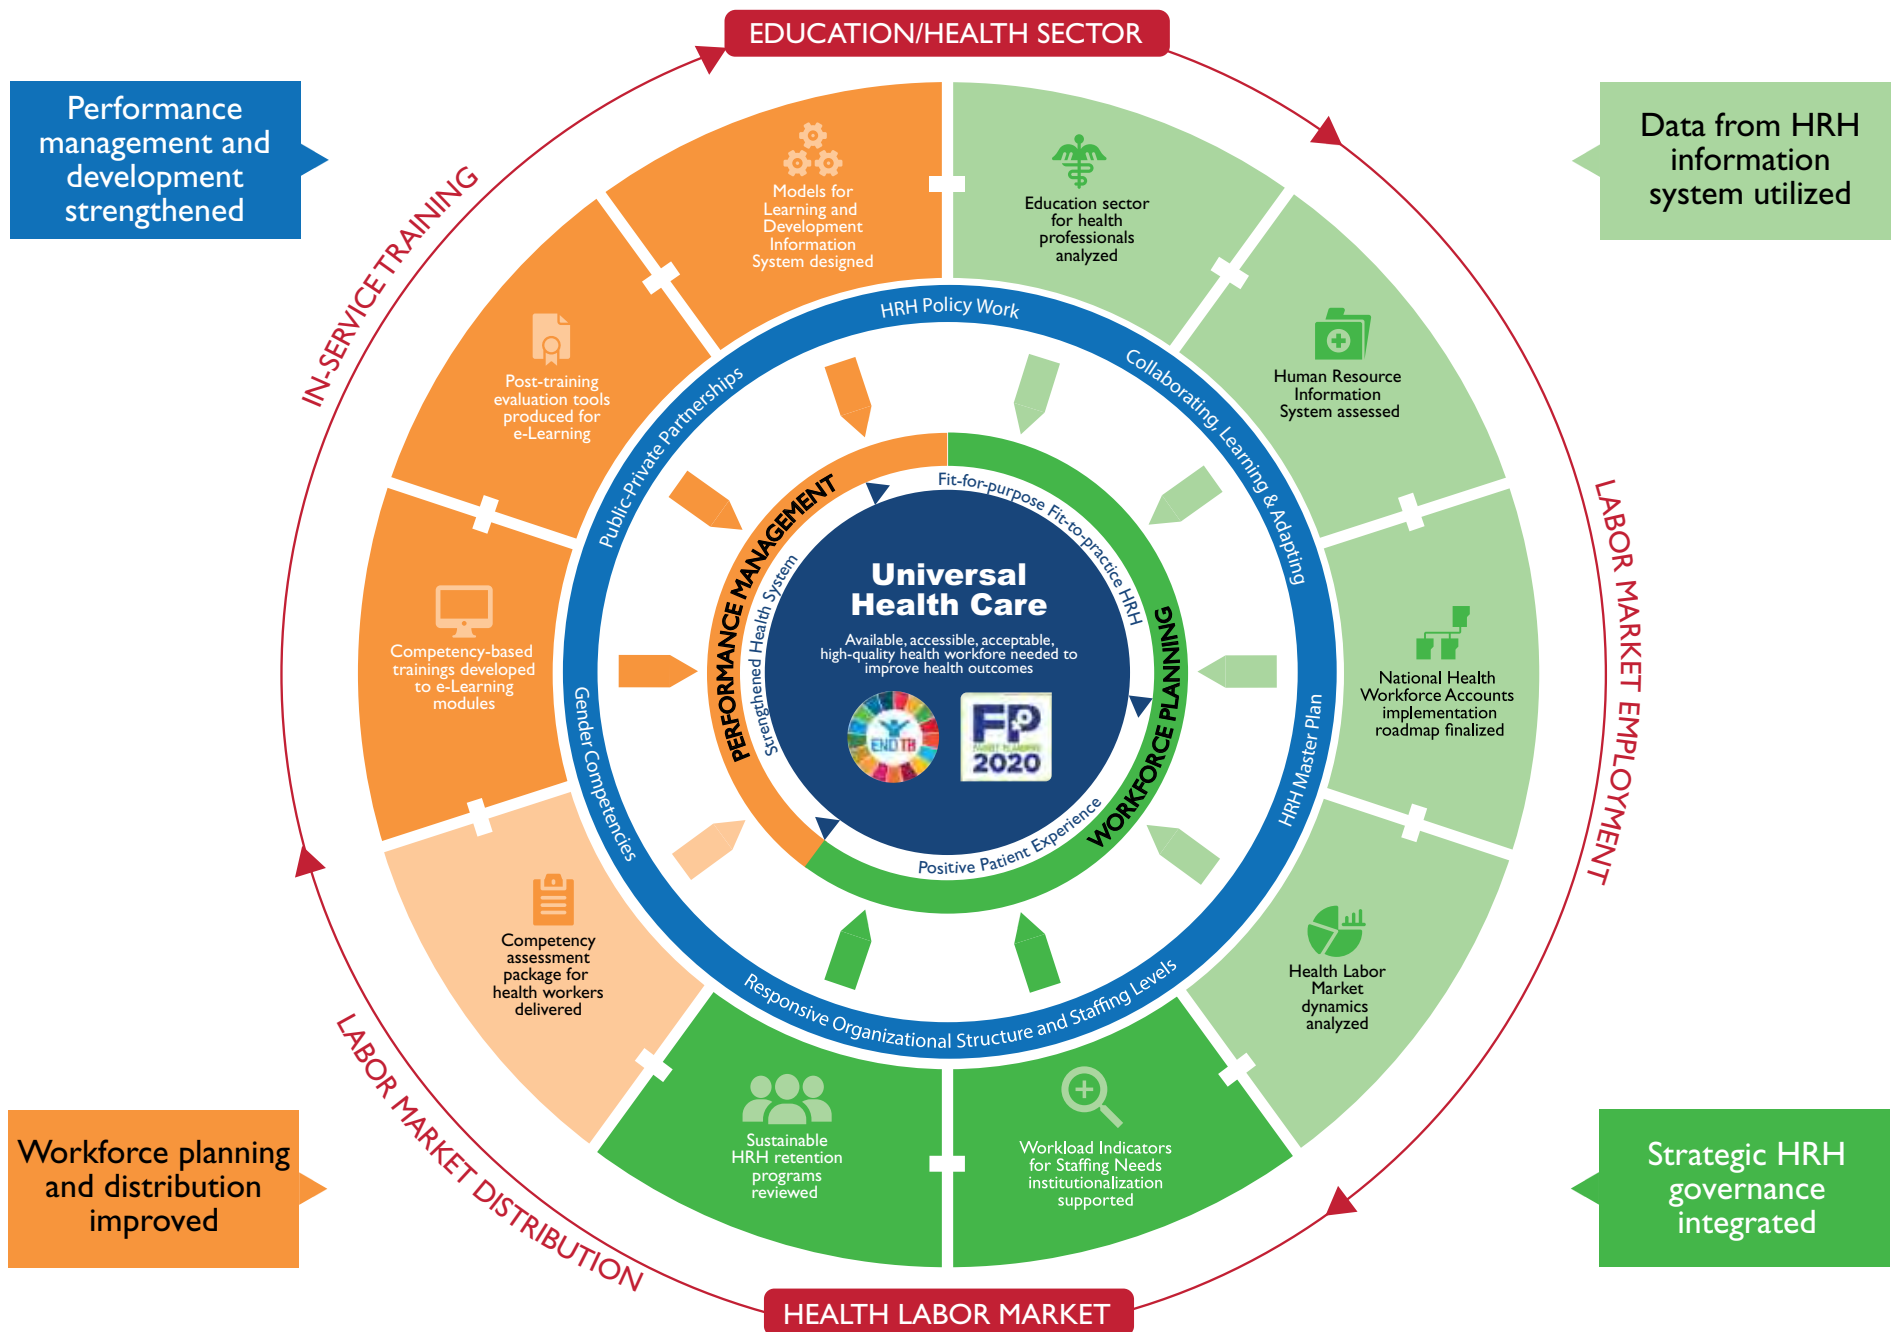 EDUCATION/HEALTH SECTOR
Performance
management and
development
strengthened
Data from HRH
information
system utilized
IN-SERVICE TRAINING
LABOR MARKET EMPLOYMENT
LABOR MARKET DISTRIBUTION
Models for
Learning and
Development
Information
System designed
Education sector
for health
professionals
analyzed
Post-training
evaluation tools
produced for
e-Learning
Human Resource
Information
System assessed
Competency-based
trainings developed
to e-Learning
modules
National Health
Workforce Accounts
implementation
roadmap finalized
Competency
assessment
package for
health workers
delivered
Health Labor
Market
dynamics
analyzed
Sustainable
HRH retention
programs
reviewed
Workload Indicators
for Staffing Needs
institutionalization
supported
HRH Policy Work
Collaborating, Learning & Adapting
HRH Master Plan
Responsive Organizational Structure and Staffing Levels
Gender Competencies
Public-Private Partnerships
PERFORMANCE MANAGEMENT
WORKFORCE PLANNING
Fit-for-purpose Fit-to-practice HRH
Positive Patient Experience
Strengthened Health System
Universal
Health Care
Available, accessible, acceptable,
high-quality health workfore needed to
improve health outcomes
END TB
FP
FAMILY PLANNING
2020
Workforce planning
and distribution
improved
Strategic HRH
governance
integrated
HEALTH LABOR MARKET